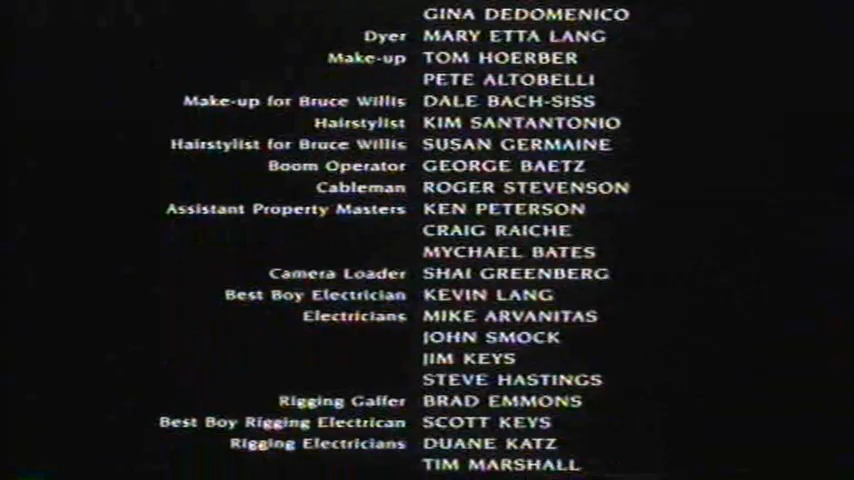 GINA DEDOMENICO
Dyer MARY ETTA LANG
Make-up TOM HOERBER
PETE ALTOBELLI
Make-up for Bruce Willis DALE BACH-SISS
Hairstylist KIM SANTANTONIO
Hairstylist for Bruce Willis SUSAN GERMAINE
Boom Operator GEORGE BAETZ
Cableman ROGER STEVENSON
Assistant Property Masters KEN PETERSON
CRAIG RAICHE
MYCHAEL BATES
Camera Loader SHAI GREENBERG
Best Boy Electrician KEVIN LANG
Electricians MIKE ARVANITAS
JOHN SMOCK
JIM KEYS
STEVE HASTINGS
Rigging Gaffer BRAD EMMONS
Best Boy Rigging Electrican SCOTT KEYS
Rigging Electricians DUANE KATZ
TIM MARSHALL